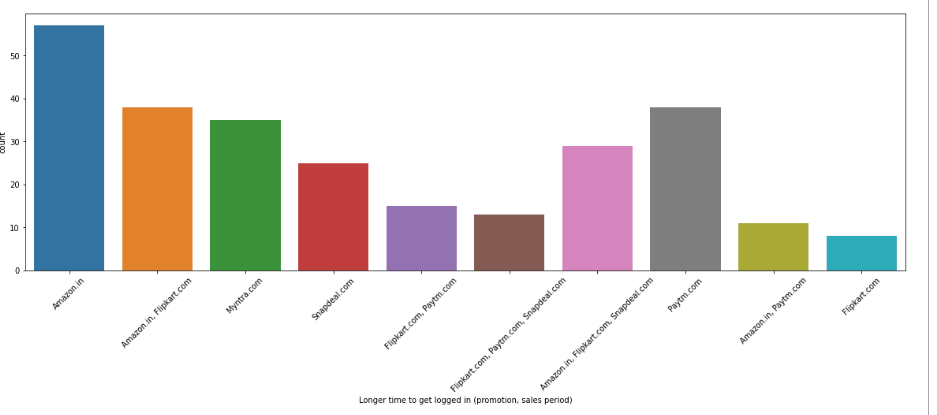 50
40
30
20
10
0
count
Amazon.in
Amazon.in, Flipkart.com
Myntra.com
Snapdeal.com
Flipkart.com, Paytm.com
Flipkart.com, Paytm.com, Snapdeal.com
Amazon.in, Flipkart.com, Snapdeal.com
Paytm.com
Amazon.in, Paytm.com
Flipkart.com
Longer time to get logged in (promotion, sales period)